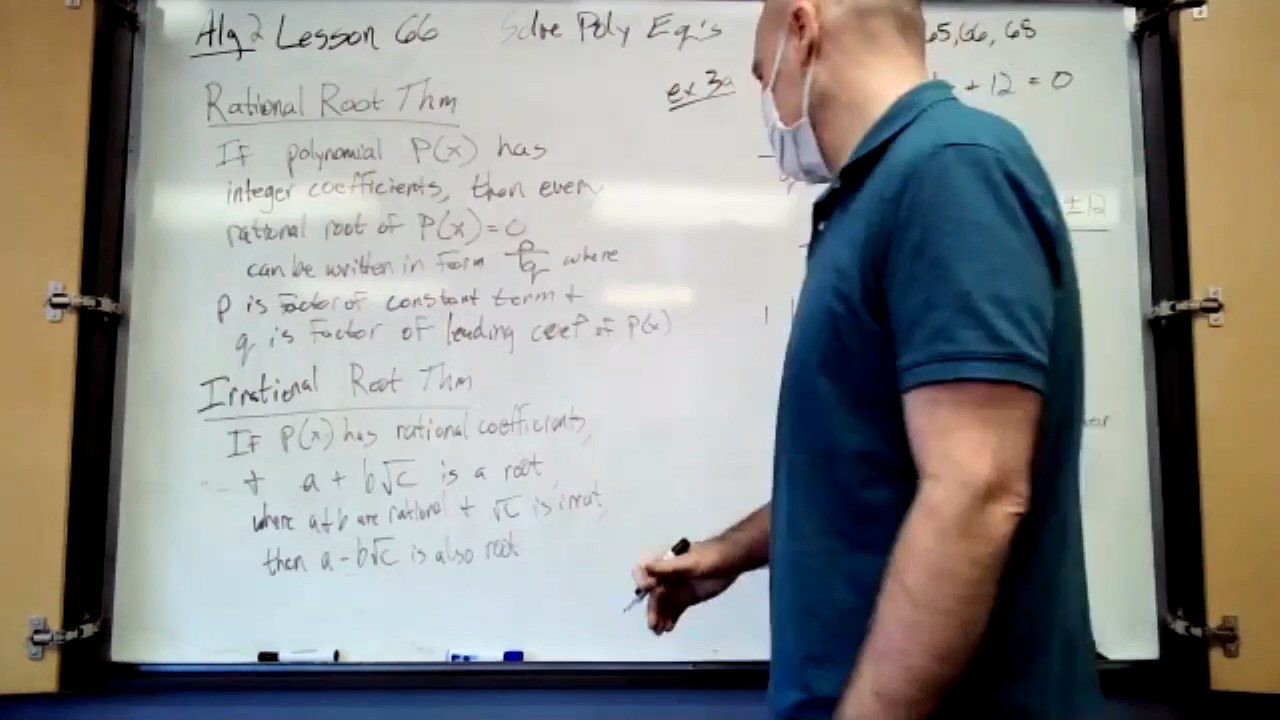 Alg 2 Lesson 66 Solve Poly Eq's 65,66, 65
Rational Root Thm
If polynomial P(x) has
integer coefficients, then every
rational root of P(x)=0
can be written in form p/q where
p is factor of constant term +
q is factor of leading coef of P(x)
Irrational Root Thm
If P(x) has rational coefficients,
+ a + b√c is a root,
where a+b are rational + √c is irrat,
then a - b√c is also root
ex 3a + 12 = 0
±12